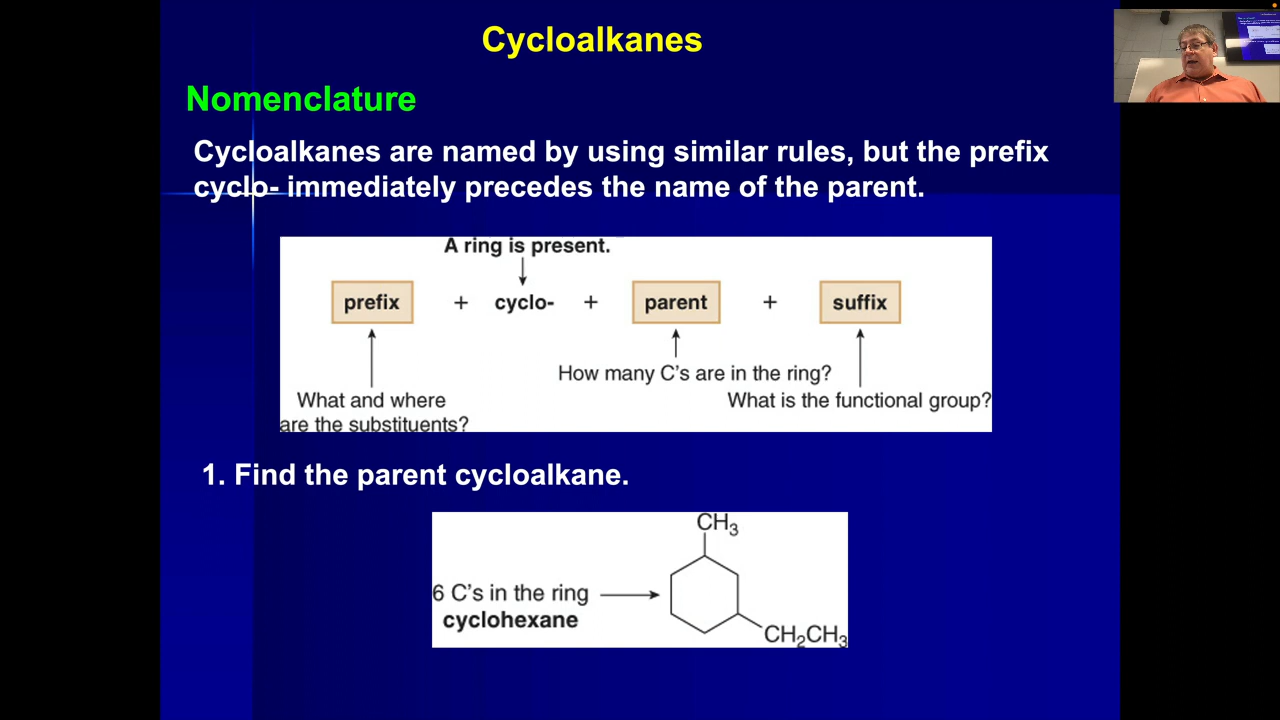 Cycloalkanes
Nomenclature
Cycloalkanes are named by using similar rules, but the prefix
cyclo- immediately precedes the name of the parent.
A ring is present.
prefix + cyclo- + parent + suffix
How many C's are in the ring?
What and where
are the substituents?
What is the functional group?
1. Find the parent cycloalkane.
CH₃
6 C's in the ring
cyclohexane
CH₂CH₃